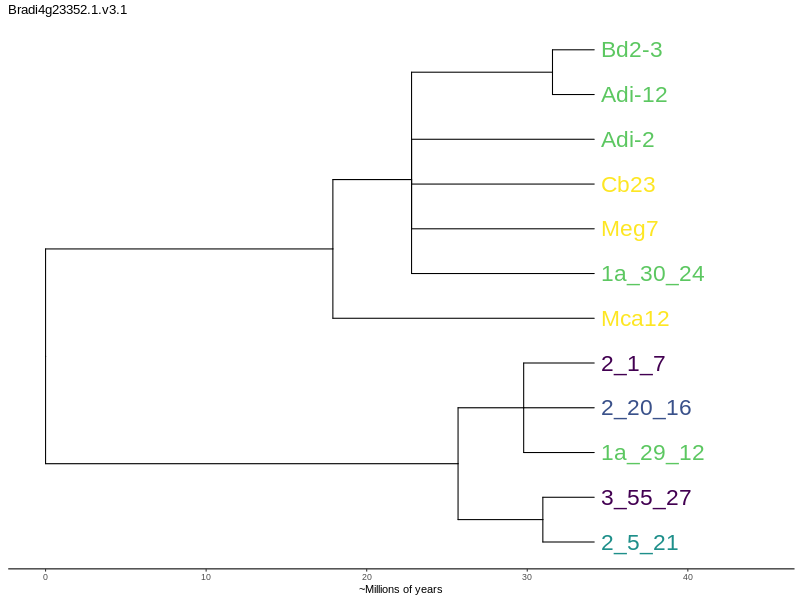 Bradi4g23352.1.v3.1
Bd2-3
Adi-12
Adi-2
Cb23
Meg7
1a_30_24
Mca12
2_1_7
2_20_16
1a_29_12
3_55_27
2_5_21
0 10 20 30 40
~Millions of years